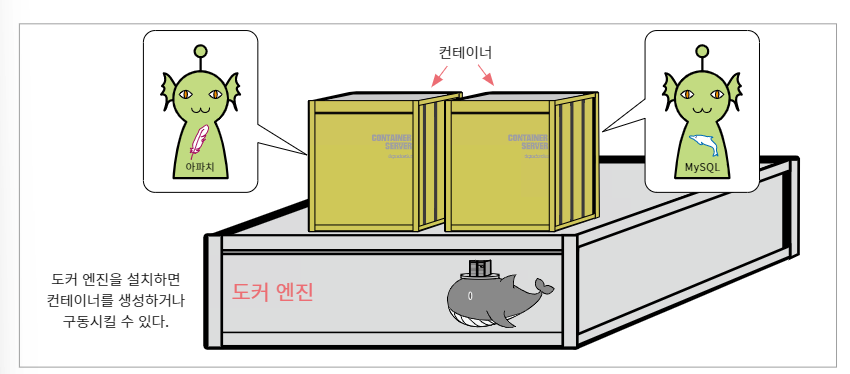 컨테이너
아파치
CONTAINER
SERVER
CONTAINER
SERVER
MySQL
도커 엔진을 설치하면
컨테이너를 생성하거나
구동시킬 수 있다.
도커 엔진